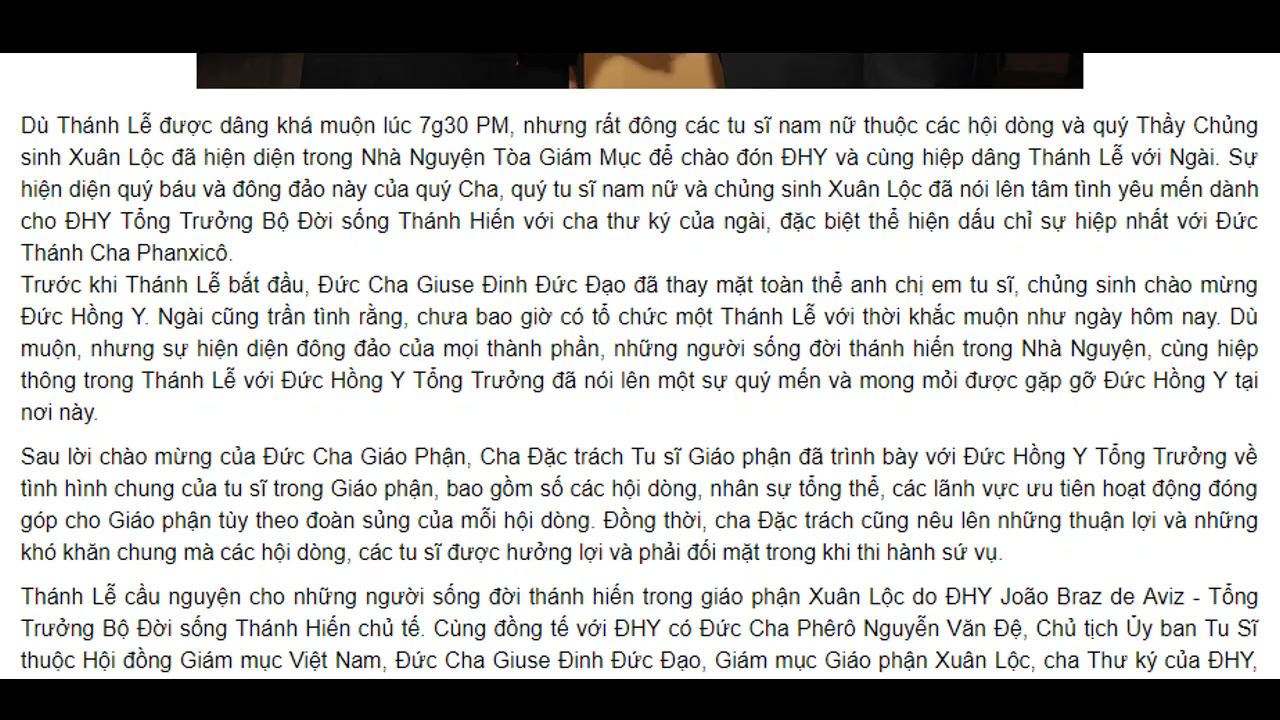 Dù Thánh Lễ được dâng khá muộn lúc 7g30 PM, nhưng rất đông các tu sĩ nam nữ thuộc các hội dòng và quý Thầy Chủng
sinh Xuân Lộc đã hiện diện trong Nhà Nguyện Tòa Giám Mục để chào đón ĐHY và cùng hiệp dâng Thánh Lễ với Ngài. Sự
hiện diện quý báu và đông đảo này của quý Cha, quý tu sĩ nam nữ và chủng sinh Xuân Lộc đã nói lên tâm tình yêu mến dành
cho ĐHY Tổng Trưởng Bộ Đời sống Thánh Hiến với cha thư ký của ngài, đặc biệt thể hiện dấu chỉ sự hiệp nhất với Đức
Thánh Cha Phanxicô.
Trước khi Thánh Lễ bắt đầu, Đức Cha Giuse Đinh Đức Đạo đã thay mặt toàn thể anh chị em tu sĩ, chủng sinh chào mừng
Đức Hồng Y. Ngài cũng trần tình rằng, chưa bao giờ có tổ chức một Thánh Lễ với thời khắc muộn như ngày hôm nay. Dù
muộn, nhưng sự hiện diện đông đảo của mọi thành phần, những người sống đời thánh hiến trong Nhà Nguyện, cùng hiệp
thông trong Thánh Lễ với Đức Hồng Y Tổng Trưởng đã nói lên một sự quý mến và mong mỏi được gặp gỡ Đức Hồng Y tại
nơi này.
Sau lời chào mừng của Đức Cha Giáo Phận, Cha Đặc trách Tu sĩ Giáo phận đã trình bày với Đức Hồng Y Tổng Trưởng về
tình hình chung của tu sĩ trong Giáo phận, bao gồm số các hội dòng, nhân sự tổng thể, các lãnh vực ưu tiên hoạt động đóng
góp cho Giáo phận tùy theo đoàn sủng của mỗi hội dòng. Đồng thời, cha Đặc trách cũng nêu lên những thuận lợi và những
khó khăn chung mà các hội dòng, các tu sĩ được hưởng lợi và phải đối mặt trong khi thi hành sứ vụ.
Thánh Lễ cầu nguyện cho những người sống đời thánh hiến trong giáo phận Xuân Lộc do ĐHY João Braz de Aviz - Tổng
Trưởng Bộ Đời sống Thánh Hiến chủ tế. Cùng đồng tế với ĐHY có Đức Cha Phêrô Nguyễn Văn Đệ, Chủ tịch Ủy ban Tu Sĩ
thuộc Hội đồng Giám mục Việt Nam, Đức Cha Giuse Đinh Đức Đạo, Giám mục Giáo phận Xuân Lộc, cha Thư ký của ĐHY,